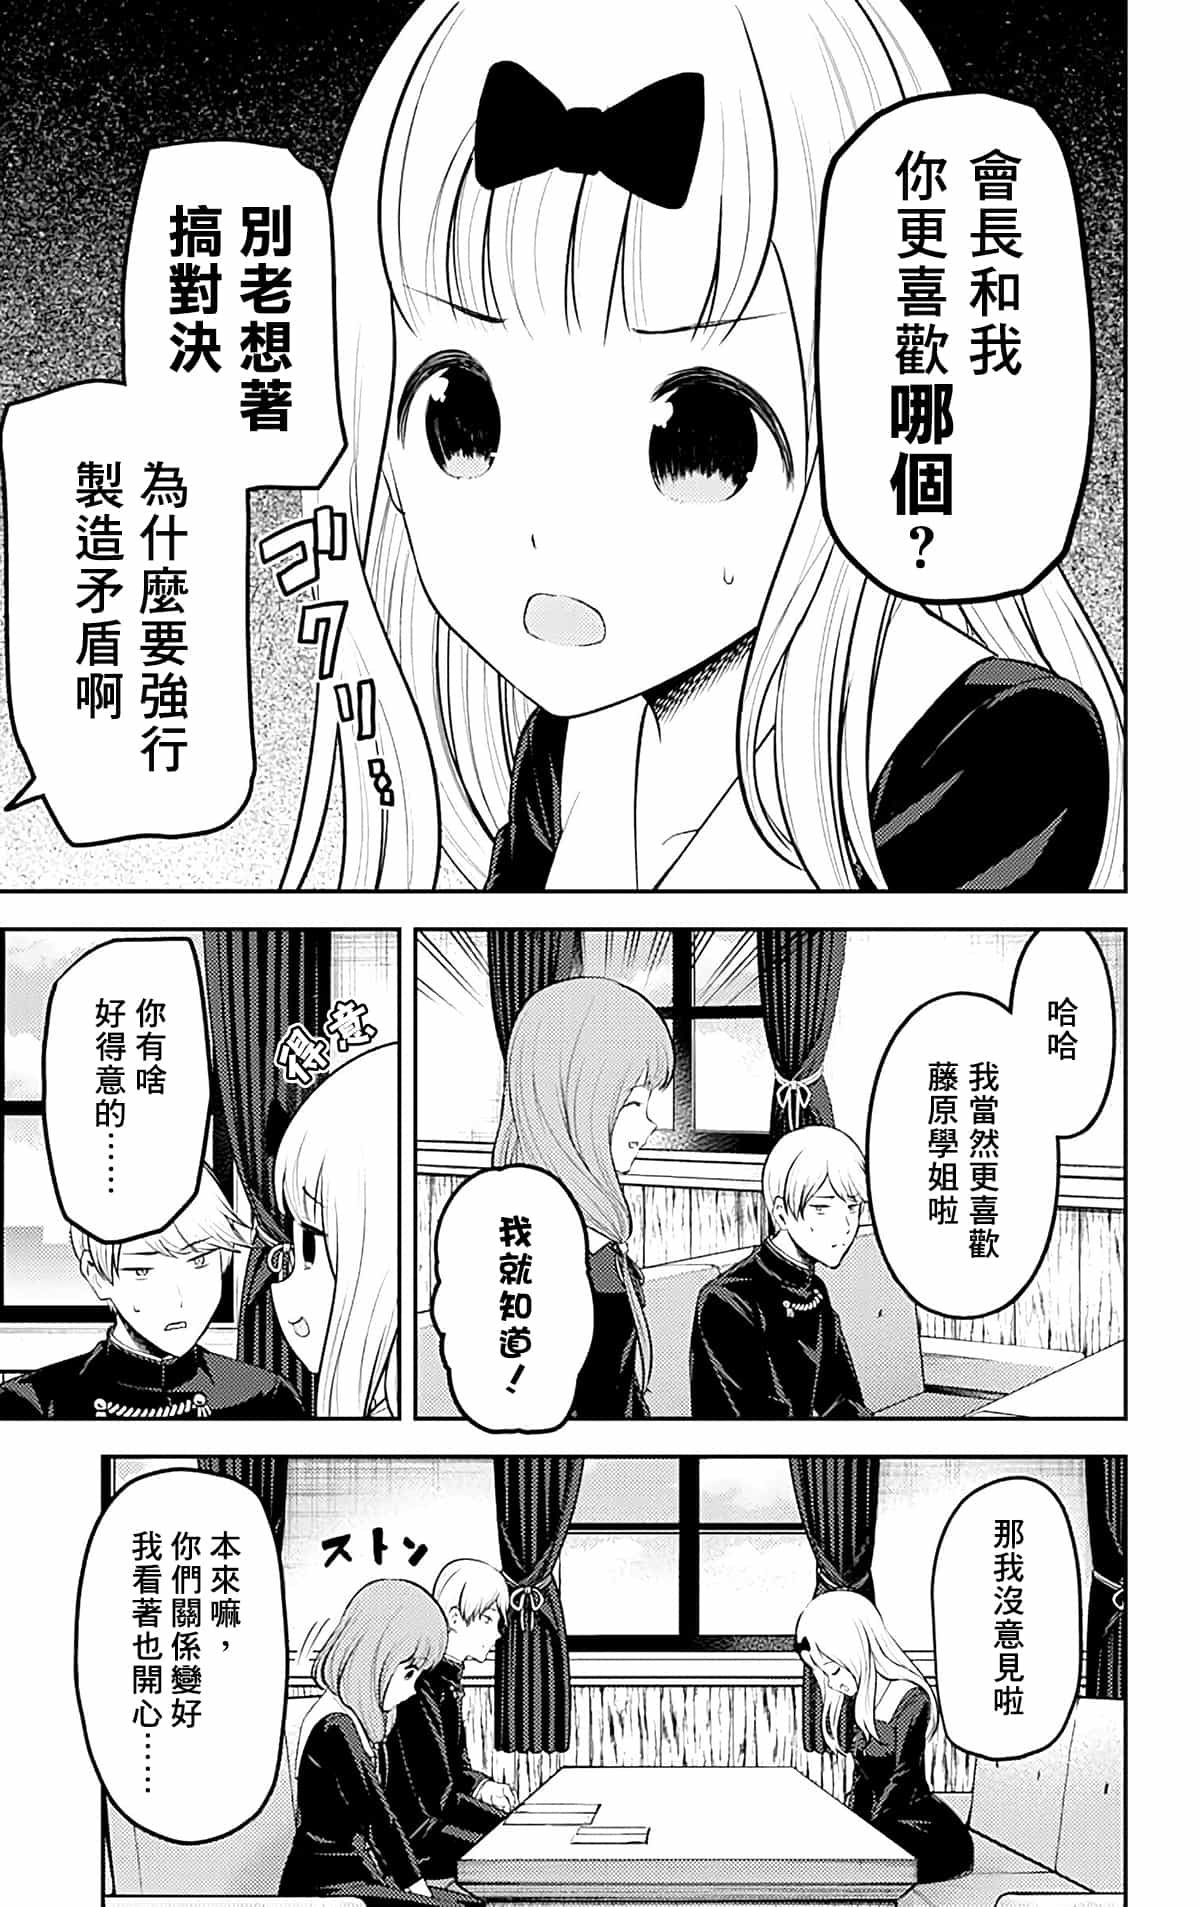 會長和我
你更喜歡哪個？
別老想著
搞對決
為什麼要強行
製造矛盾啊
ゴクリ…
哈哈
我當然更喜歡
藤原學姐啦
我就知道！
得意
你有啥
好得意的……
那我沒意見啦
ストン
本來嘛，
你們關係變好
我看著也開心……